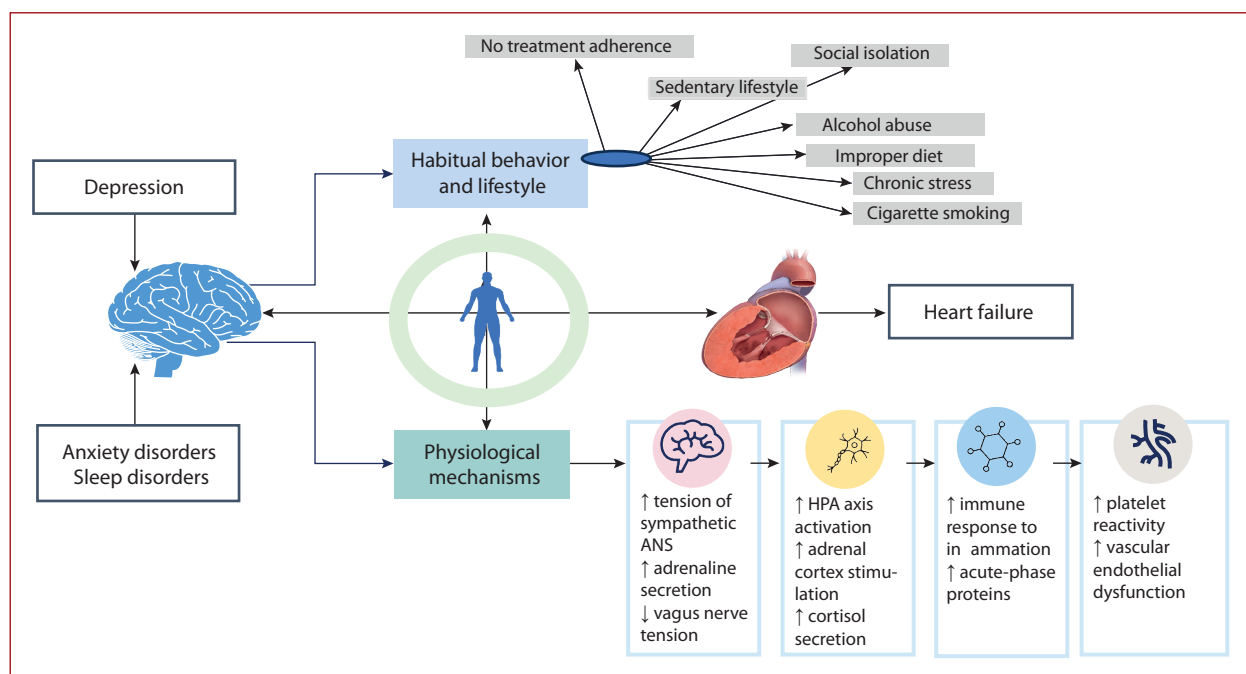 No treatment adherence
Social isolation
Sedentary lifestyle
Alcohol abuse
Improper diet
Chronic stress
Cigarette smoking
Habitual behavior
and lifestyle
Depression
Heart failure
Anxiety disorders
Sleep disorders
Physiological
mechanisms
↑ tension of
sympathetic
ANS
↑ adrenaline
secretion
↓ vagus nerve
tension
↑ HPA axis
activation
↑ adrenal
cortex stimu-
lation
↑ cortisol
secretion
↑ immune
response to
in ammation
↑ acute-phase
proteins
↑ platelet
reactivity
↑ vascular
endothelial
dysfunction